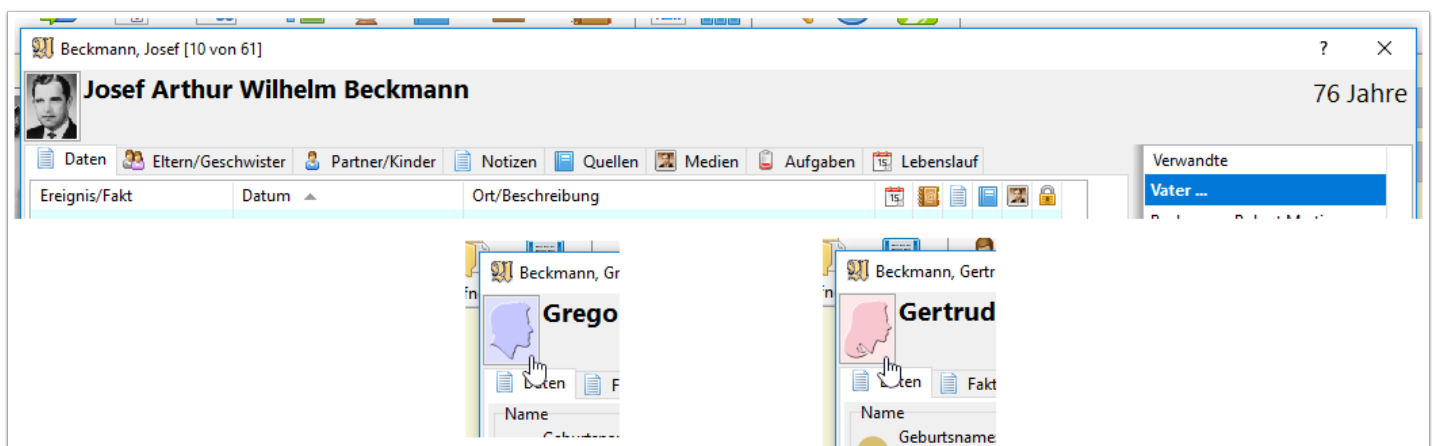 Beckmann, Josef [10 von 61]
?
Josef Arthur Wilhelm Beckmann
76 Jahre
Daten Eltern/Geschwister Partner/Kinder Notizen Quellen Medien Aufgaben Lebenslauf
Verwandte
Ereignis/Fakt Datum Ort/Beschreibung
Vater ...
Beckmann, Gr
Grego
Daten F
Name
Beckmann, Gertr
Gertrud
Daten Fakt
Name
Geburtsname